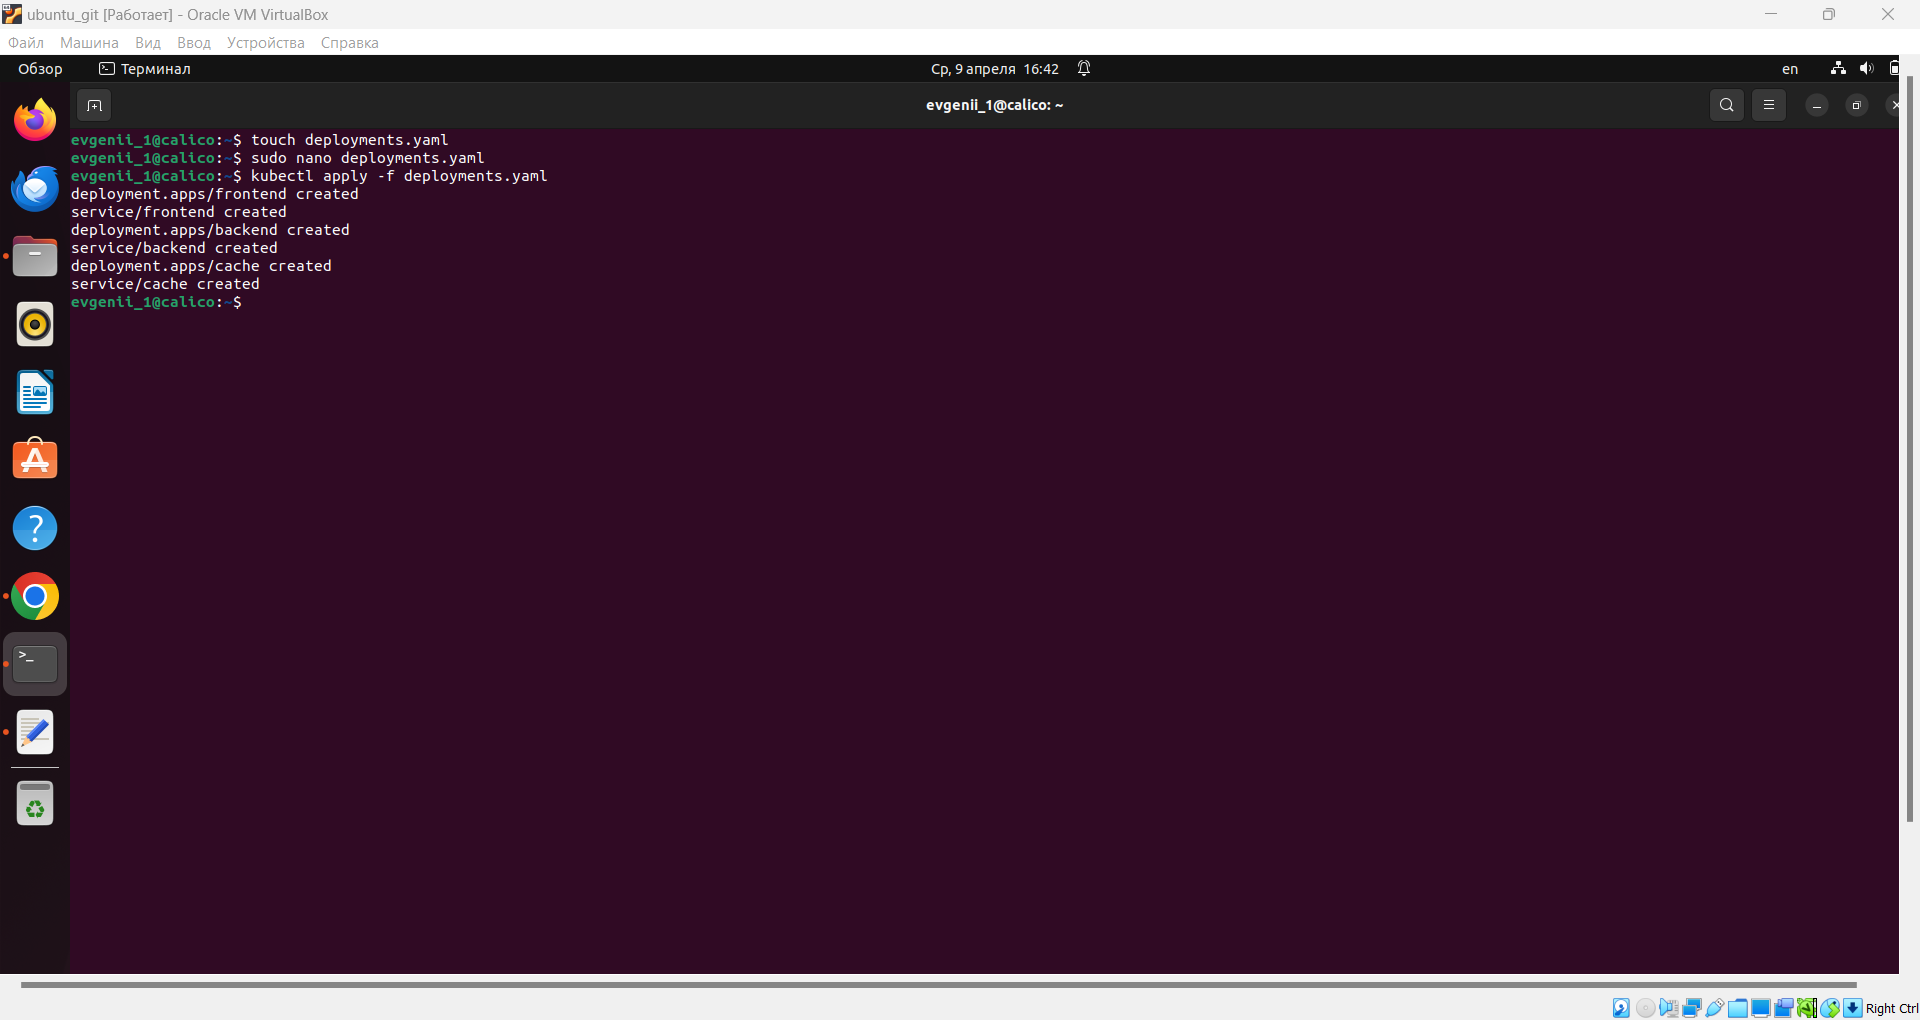 ubuntu_git [Работает] - Oracle VM VirtualBox
Файл Машина Вид Ввод Устройства Справка
Обзор Терминал Ср, 9 апреля 16:42 en
evgenii_1@calico: ~
evgenii_1@calico:~$ touch deployments.yaml
evgenii_1@calico:~$ sudo nano deployments.yaml
evgenii_1@calico:~$ kubectl apply -f deployments.yaml
deployment.apps/frontend created
service/frontend created
deployment.apps/backend created
service/backend created
deployment.apps/cache created
service/cache created
evgenii_1@calico:~$
Right Ctrl